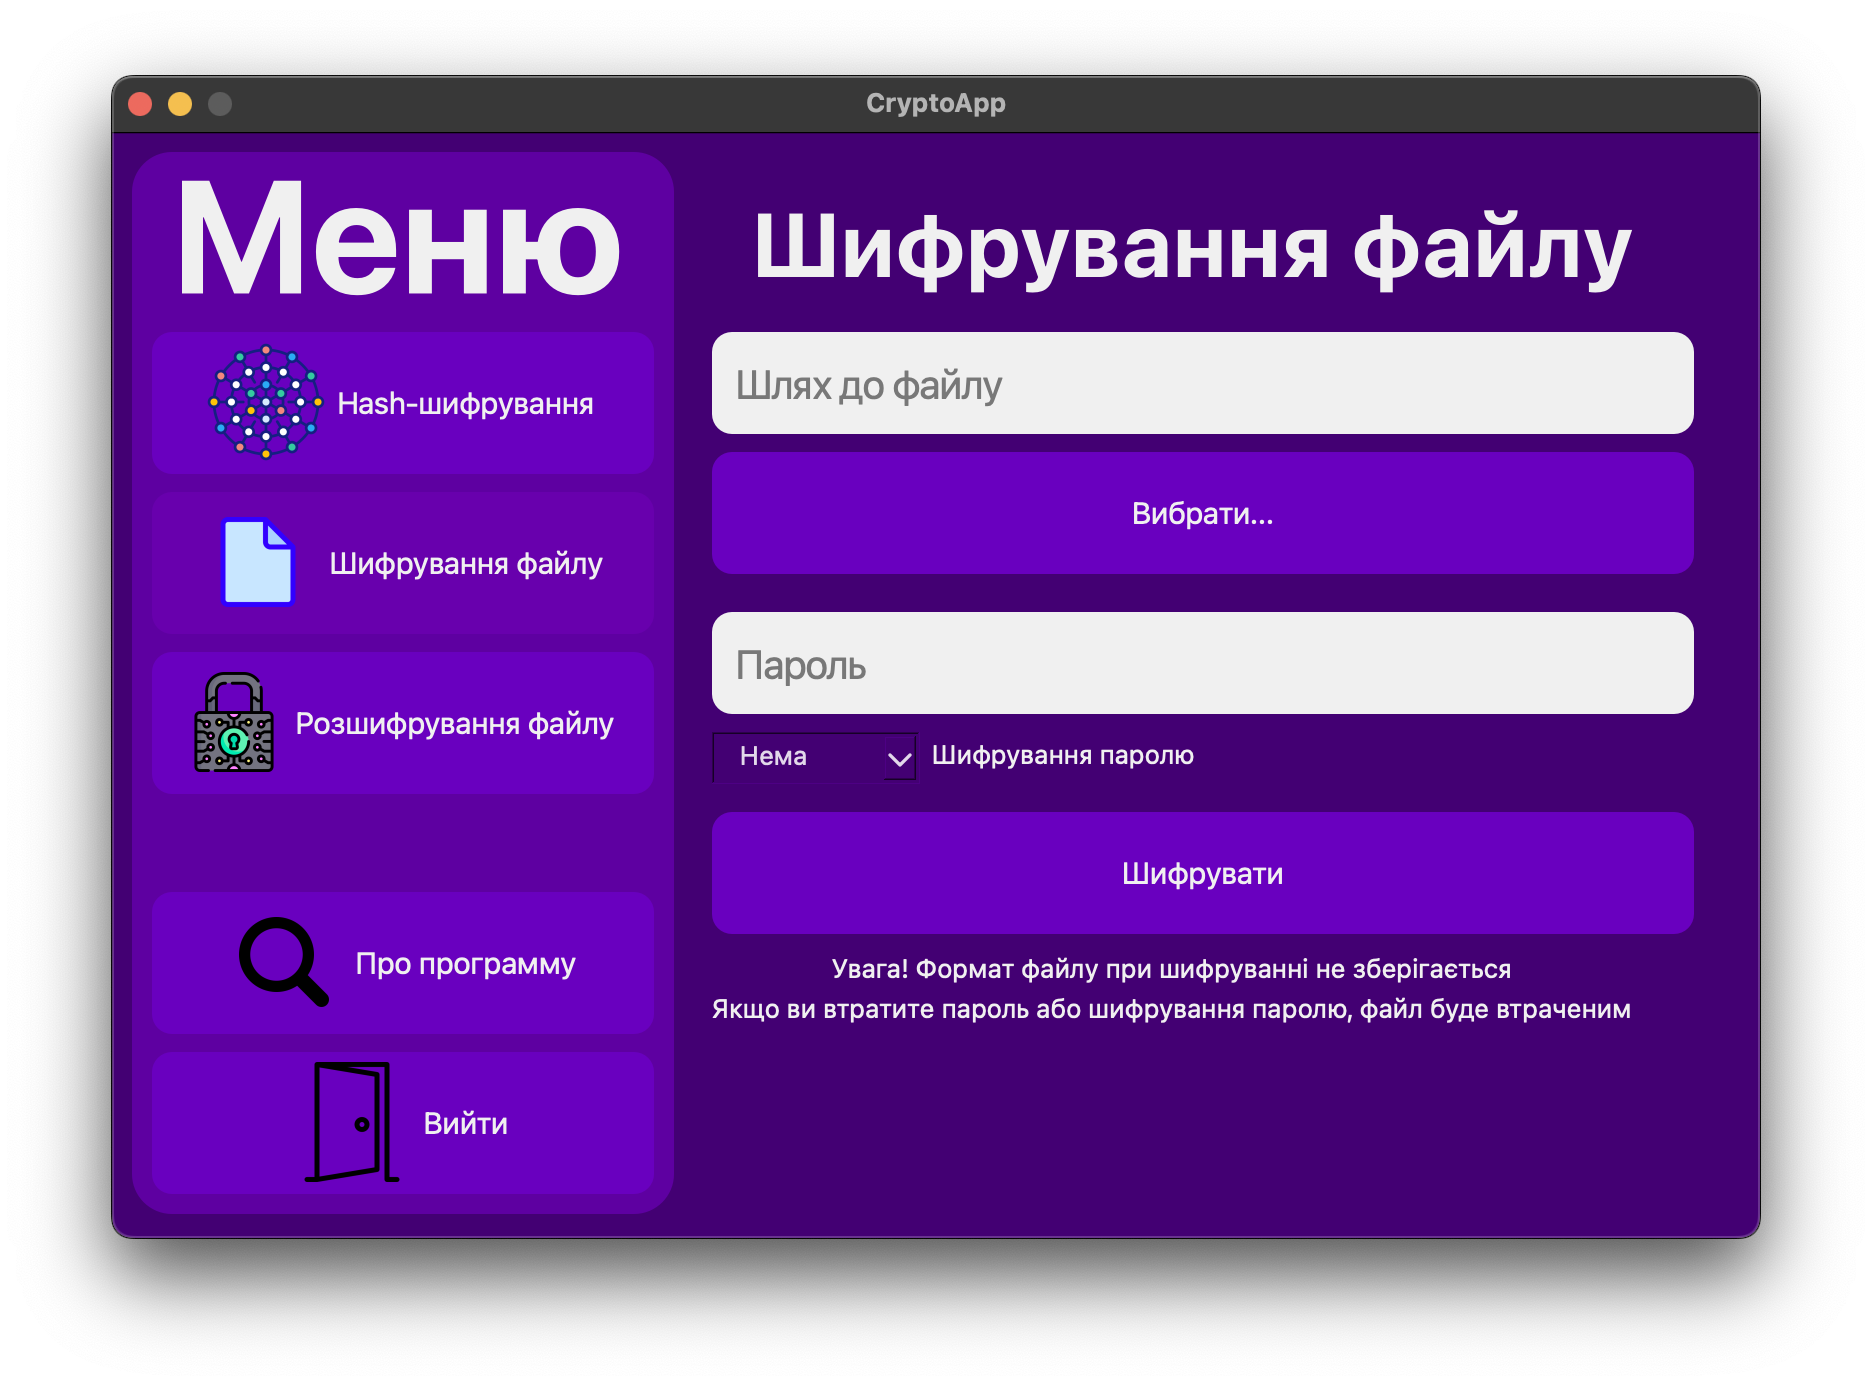 CryptoApp
Меню
Hash-шифрування
Шифрування файлу
Розшифрування файлу
Про программу
Вийти
Шифрування файлу
Шлях до файлу
Вибрати...
Пароль
Нема
Шифрування паролю
Шифрувати
Увага! Формат файлу при шифруванні не зберігається
Якщо ви втратите пароль або шифрування паролю, файл буде втраченим